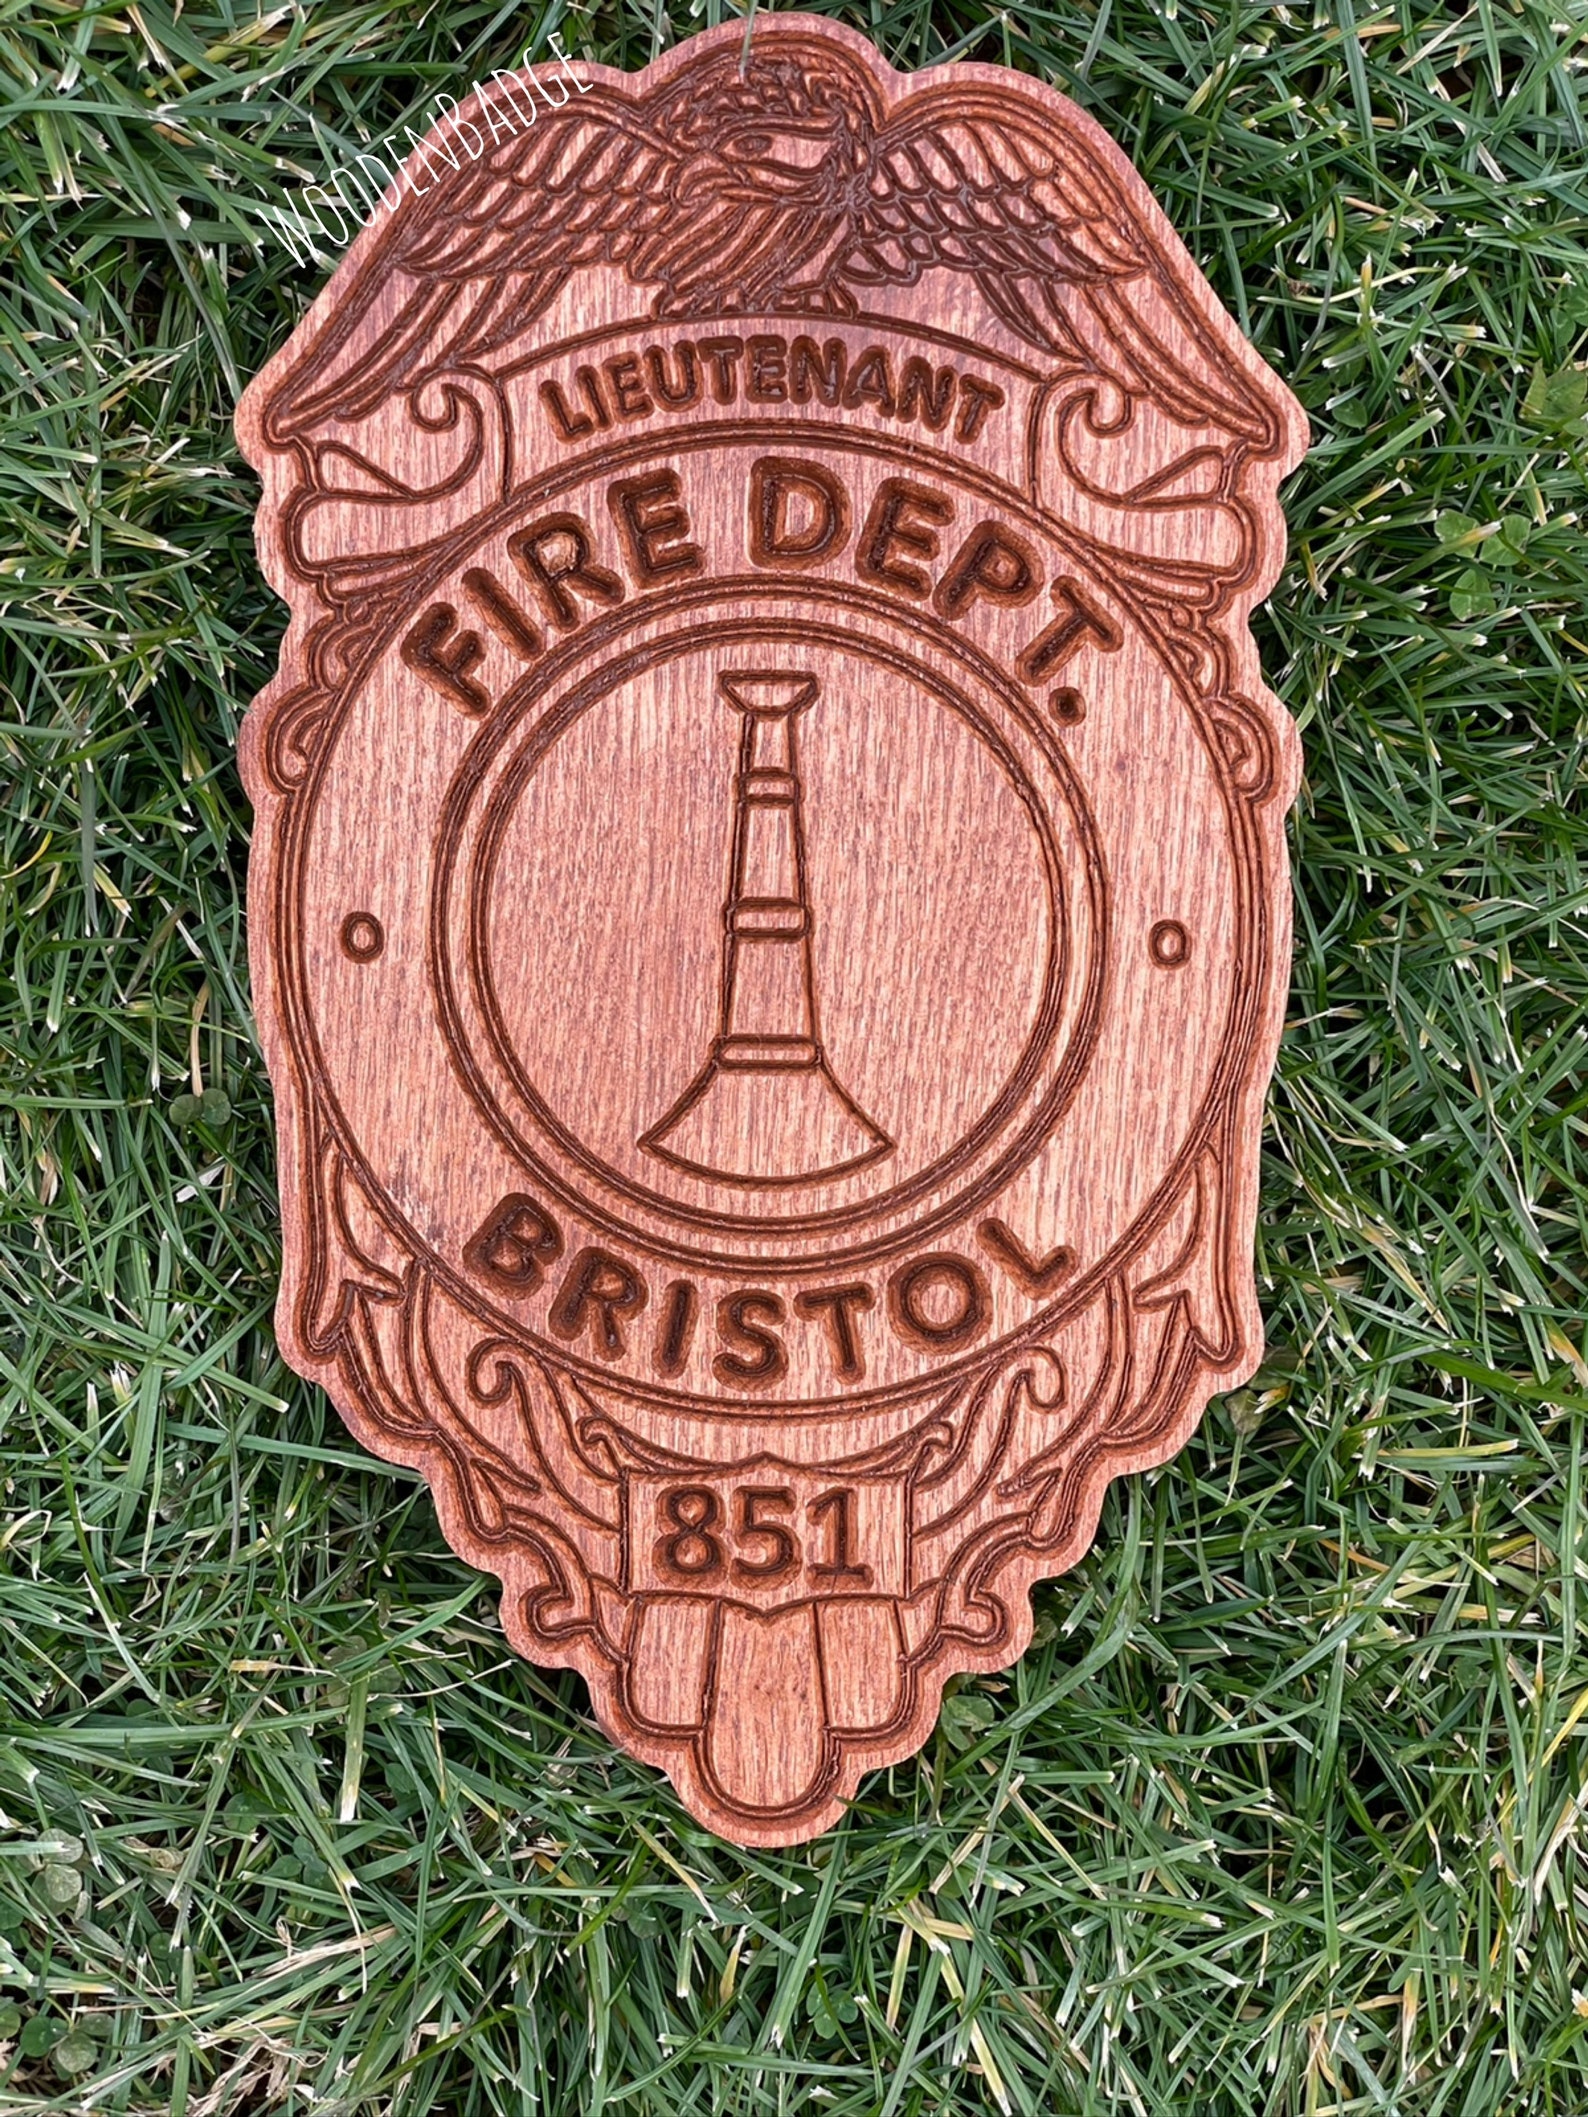 WOODENBADGE
LIEUTENANT
FIRE DEPT.
BRISTOL
851